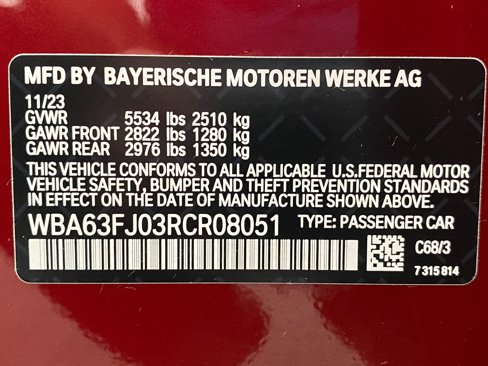 MFD BY BAYERISCHE MOTOREN WERKE AG
11/23
GVWR 5534 lbs 2510 kg
GAWR FRONT 2822 lbs 1280 kg
GAWR REAR 2976 lbs 1350 kg
THIS VEHICLE CONFORMS TO ALL APPLICABLE U.S.FEDERAL MOTOR
VEHICLE SAFETY, BUMPER AND THEFT PREVENTION STANDARDS
IN EFFECT ON THE DATE OF MANUFACTURE SHOWN ABOVE.
WBA63FJ03RCR08051 TYPE: PASSENGER CAR
C68/3
7 315 814